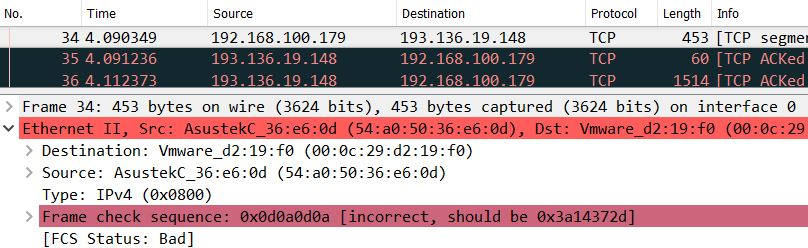 No. Time Source Destination Protocol Length Info
34 4.090349 192.168.100.179 193.136.19.148 TCP 453 [TCP segme
35 4.091236 193.136.19.148 192.168.100.179 TCP 60 [TCP ACKed
36 4.112373 193.136.19.148 192.168.100.179 TCP 1514 [TCP ACKed
Frame 34: 453 bytes on wire (3624 bits), 453 bytes captured (3624 bits) on interface 0
Ethernet II, Src: AsustekC_36:e6:0d (54:a0:50:36:e6:0d), Dst: Vmware_d2:19:f0 (00:0c:29
Destination: Vmware_d2:19:f0 (00:0c:29:d2:19:f0)
Source: AsustekC_36:e6:0d (54:a0:50:36:e6:0d)
Type: IPv4 (0x0800)
Frame check sequence: 0x0d0a0d0a [incorrect, should be 0x3a14372d]
[FCS Status: Bad]